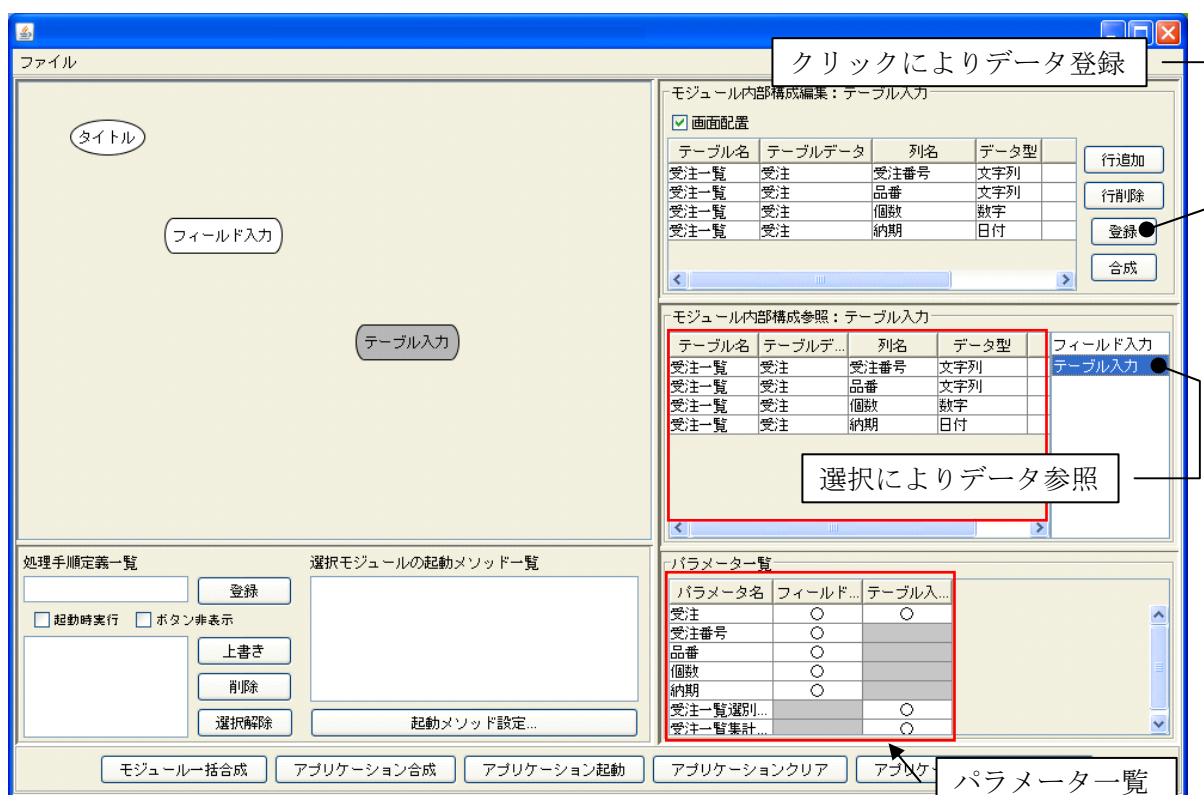 ファイル
クリックによりデータ登録
タイトル
フィールド入力
テーブル入力
モジュール内部構成編集：テーブル入力
画面配置
テーブル名 テーブルデータ 列名 データ型
受注一覧 受注 受注番号 文字列
受注一覧 受注 品番 文字列
受注一覧 受注 個数 数字
受注一覧 受注 納期 日付
行追加
行削除
登録
合成
モジュール内部構成参照：テーブル入力
テーブル名 テーブルデ... 列名 データ型
受注一覧 受注 受注番号 文字列
受注一覧 受注 品番 文字列
受注一覧 受注 個数 数字
受注一覧 受注 納期 日付
フィールド入力
テーブル入力
選択によりデータ参照
処理手順定義一覧
登録
起動時実行 ボタン非表示
上書き
削除
選択解除
選択モジュールの起動メソッド一覧
起動メソッド設定...
パラメータ一覧
パラメータ名 フィールド... テーブル入...
受注 ○ ○
受注番号 ○
品番 ○
個数 ○
納期 ○
受注一覧選別... ○
受注一覧集計... ○
モジュール一括合成 アプリケーション合成 アプリケーション起動 アプリケーションクリア アプリケー
パラメータ一覧